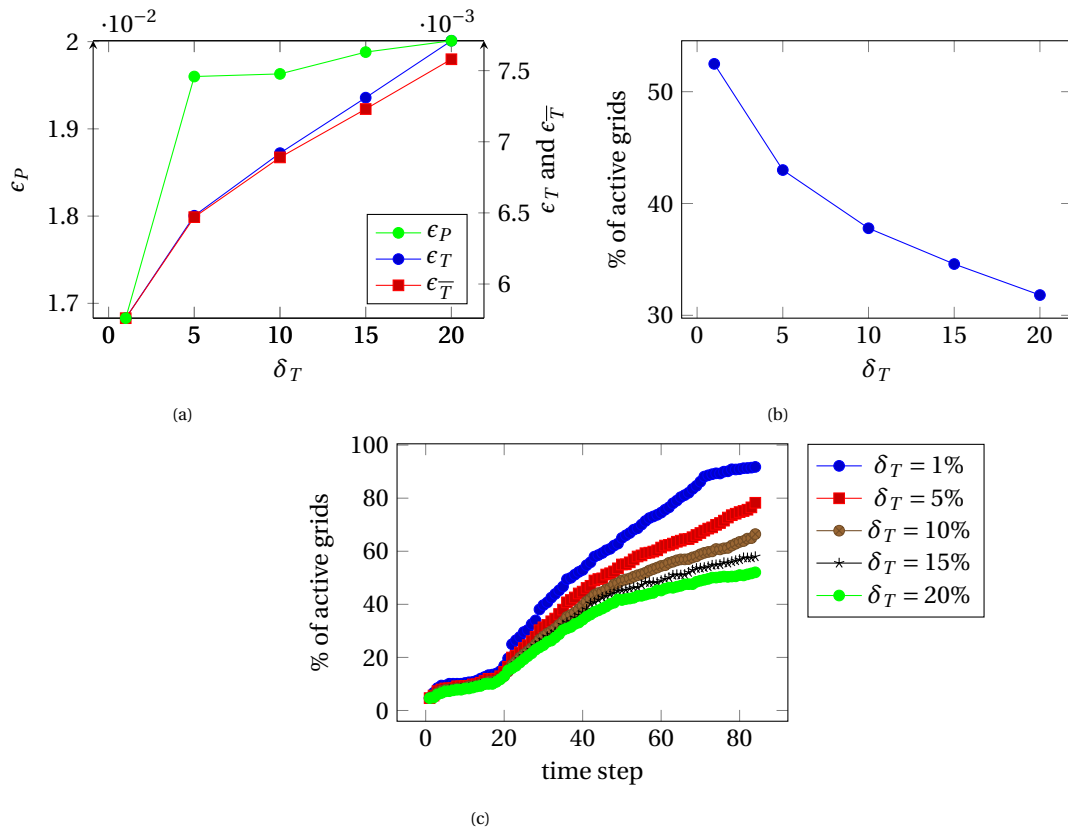 ·10⁻² ·10⁻³
2
1.9
1.8
1.7
ϵ_P
7.5
7
6.5
6
ϵ_T and ϵ_T̅
ϵ_P
ϵ_T
ϵ_T̅
0 5 10 15 20
δ_T
(a)
50
40
30
% of active grids
0 5 10 15 20
δ_T
(b)
100
80
60
40
20
0
% of active grids
0 20 40 60 80
time step
δ_T = 1%
δ_T = 5%
δ_T = 10%
δ_T = 15%
δ_T = 20%
(c)